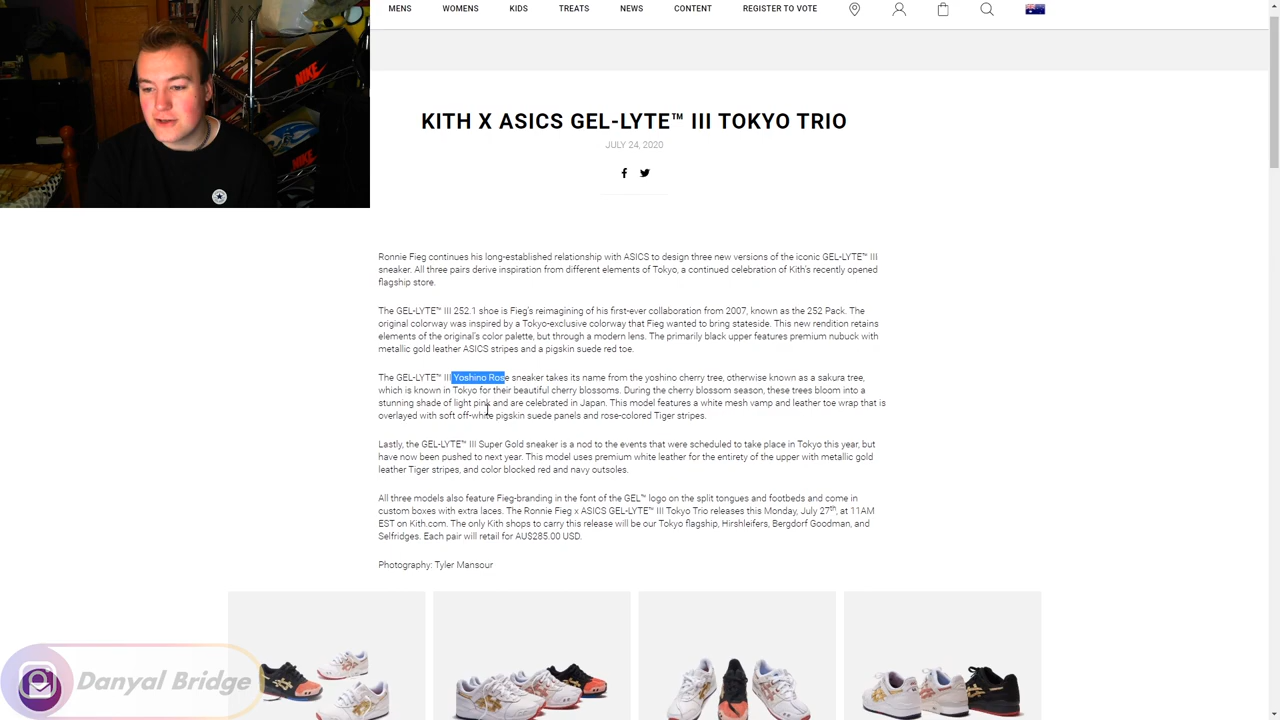 MENS WOMENS KIDS TREATS NEWS CONTENT REGISTER TO VOTE
NIKE
NIKE
NIKE
KITH X ASICS GEL-LYTE™ III TOKYO TRIO
JULY 24, 2020
Ronnie Fieg continues his long-established relationship with ASICS to design three new versions of the iconic GEL-LYTE™ III
sneaker. All three pairs derive inspiration from different elements of Tokyo, a continued celebration of Kith's recently opened
flagship store.
The GEL-LYTE™ III 252.1 shoe is Fieg's reimagining of his first-ever collaboration from 2007, known as the 252 Pack. The
original colorway was inspired by a Tokyo-exclusive colorway that Fieg wanted to bring stateside. This new rendition retains
elements of the original's color palette, but through a modern lens. The primarily black upper features premium nubuck with
metallic gold leather ASICS stripes and a pigskin suede red toe.
The GEL-LYTE™ III Yoshino Rose sneaker takes its name from the yoshino cherry tree, otherwise known as a sakura tree,
which is known in Tokyo for their beautiful cherry blossoms. During the cherry blossom season, these trees bloom into a
stunning shade of light pink and are celebrated in Japan. This model features a white mesh vamp and leather toe wrap that is
overlayed with soft off-white pigskin suede panels and rose-colored Tiger stripes.
Lastly, the GEL-LYTE™ III Super Gold sneaker is a nod to the events that were scheduled to take place in Tokyo this year, but
have now been pushed to next year. This model uses premium white leather for the entirety of the upper with metallic gold
leather Tiger stripes, and color blocked red and navy outsoles.
All three models also feature Fieg-branding in the font of the GEL™ logo on the split tongues and footbeds and come in
custom boxes with extra laces. The Ronnie Fieg x ASICS GEL-LYTE™ III Tokyo Trio releases this Monday, July 27th, at 11AM
EST on Kith.com. The only Kith shops to carry this release will be our Tokyo flagship, Hirshleifers, Bergdorf Goodman, and
Selfridges. Each pair will retail for AU$285.00 USD.
Photography: Tyler Mansour
Danyal Bridge